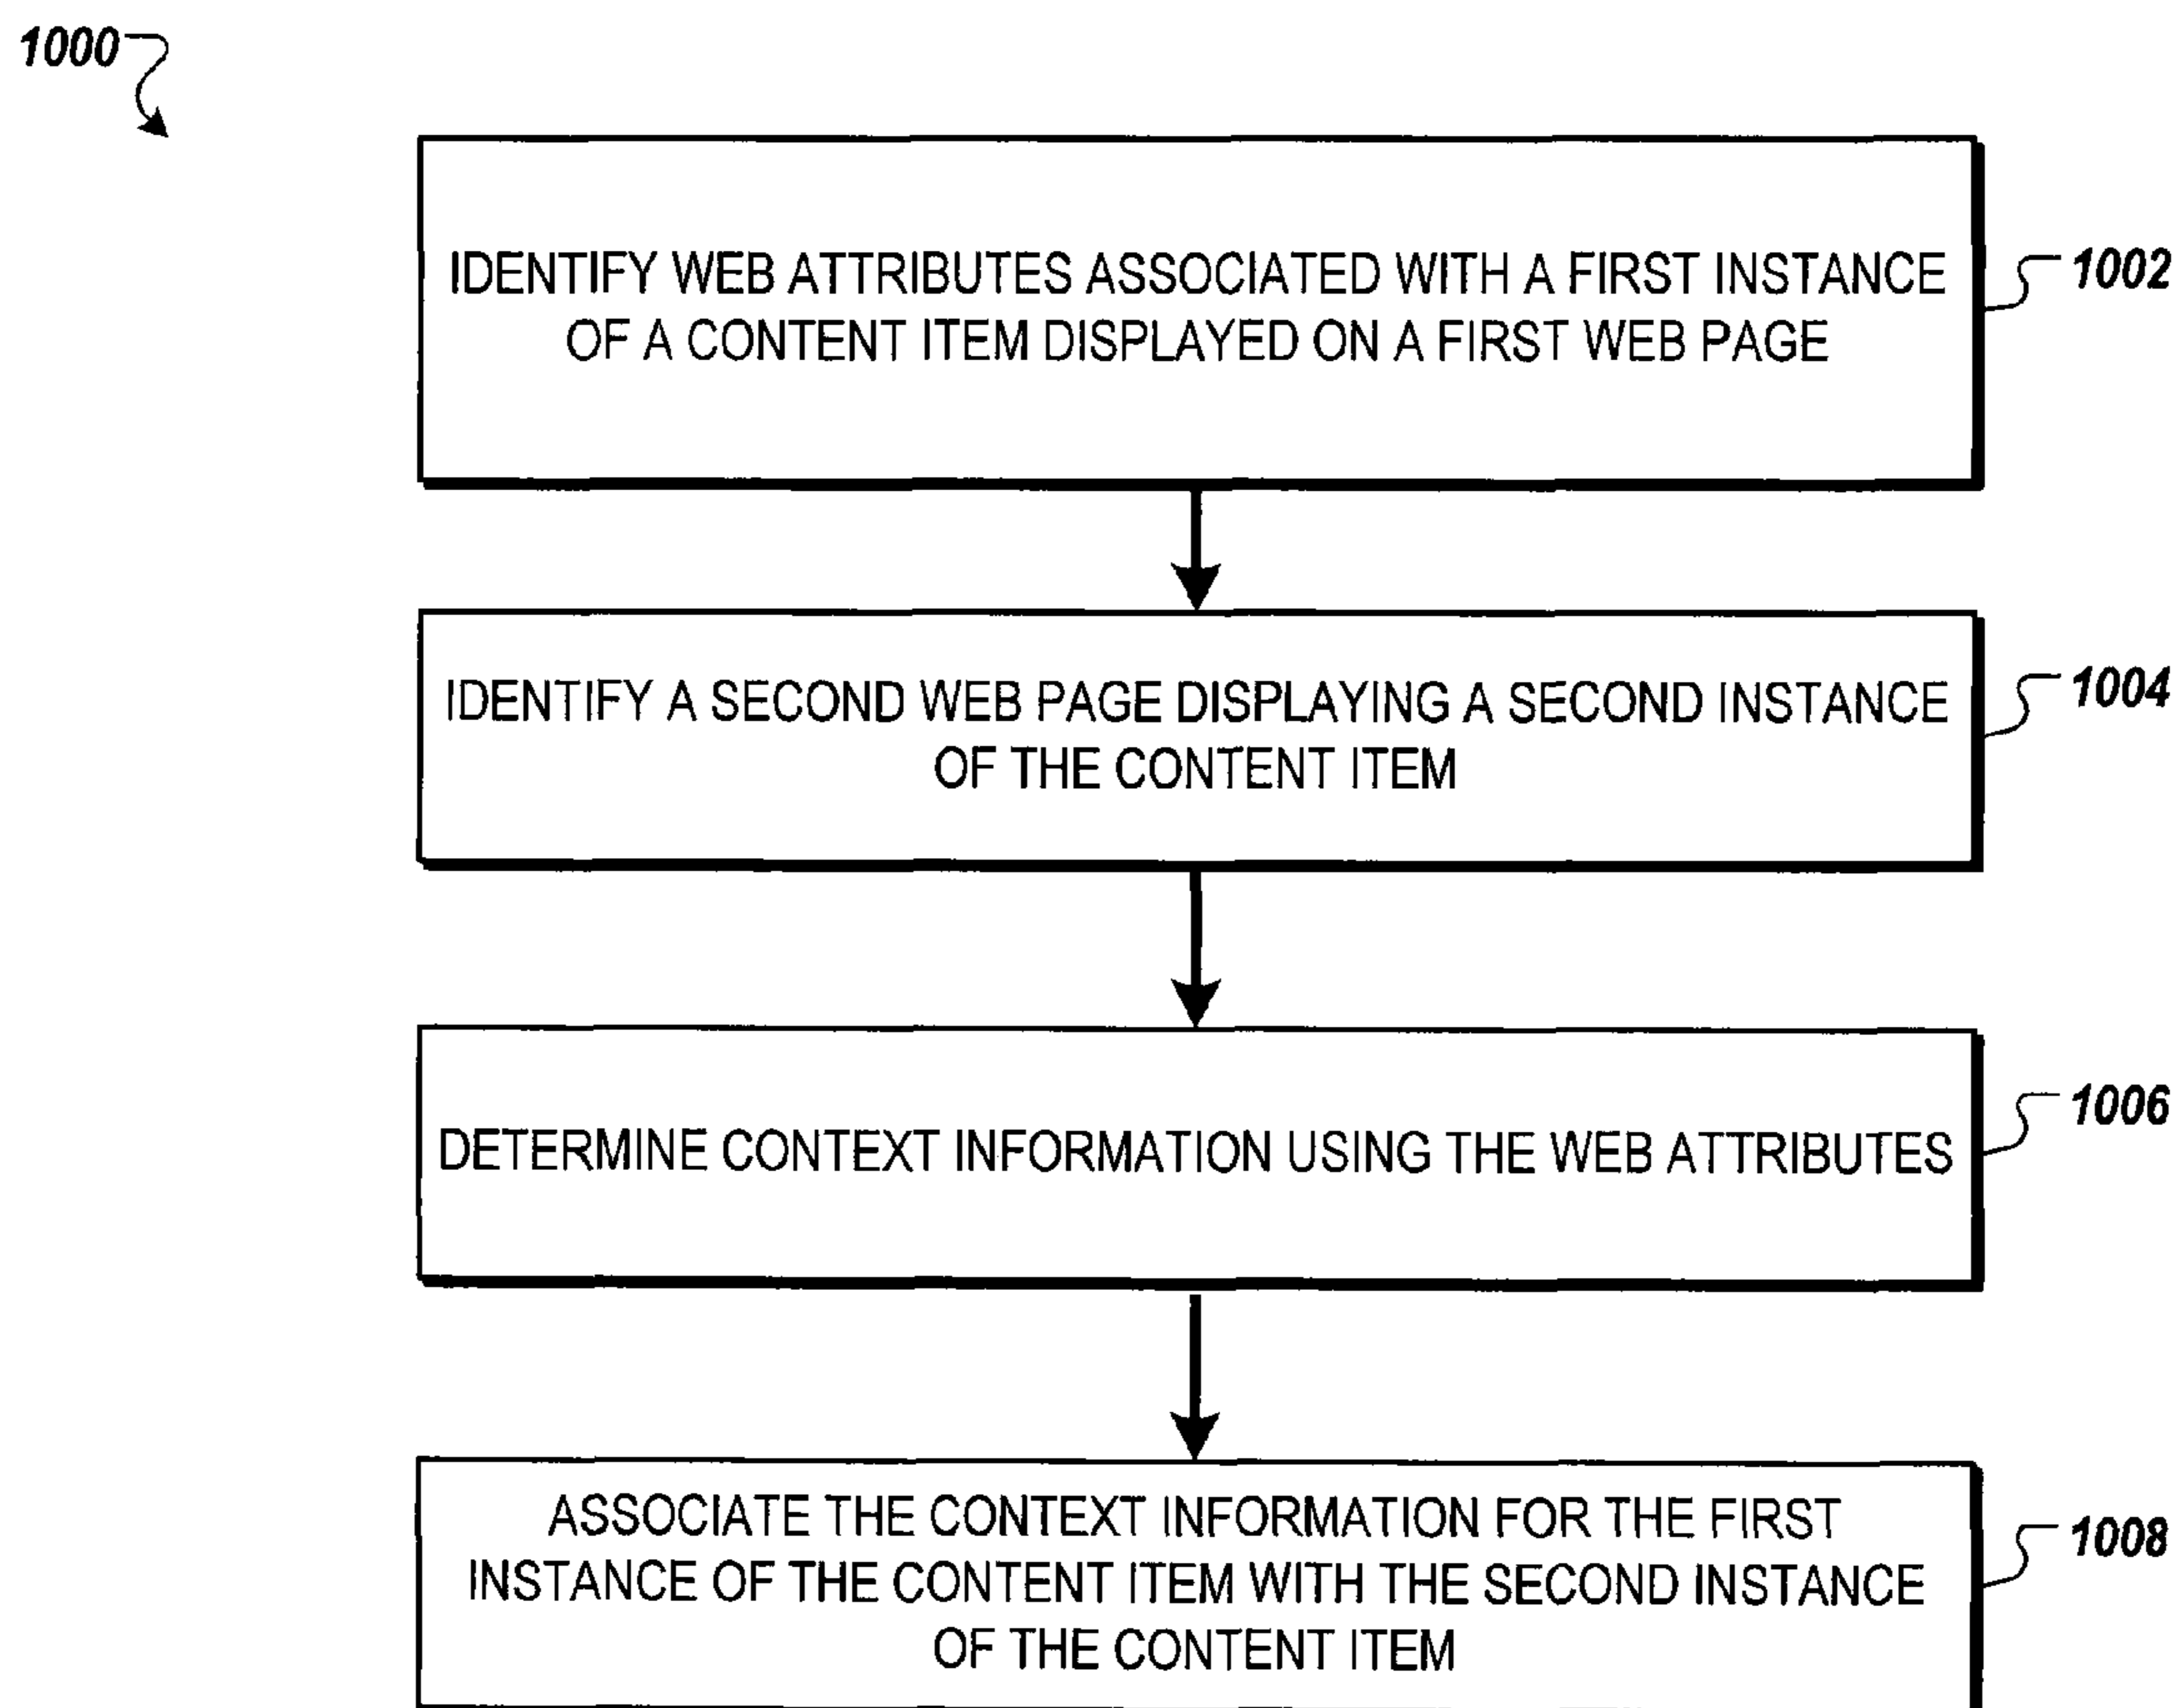 1000
IDENTIFY WEB ATTRIBUTES ASSOCIATED WITH A FIRST INSTANCE
OF A CONTENT ITEM DISPLAYED ON A FIRST WEB PAGE
1002
IDENTIFY A SECOND WEB PAGE DISPLAYING A SECOND INSTANCE
OF THE CONTENT ITEM
1004
DETERMINE CONTEXT INFORMATION USING THE WEB ATTRIBUTES
1006
ASSOCIATE THE CONTEXT INFORMATION FOR THE FIRST
INSTANCE OF THE CONTENT ITEM WITH THE SECOND INSTANCE
OF THE CONTENT ITEM
1008